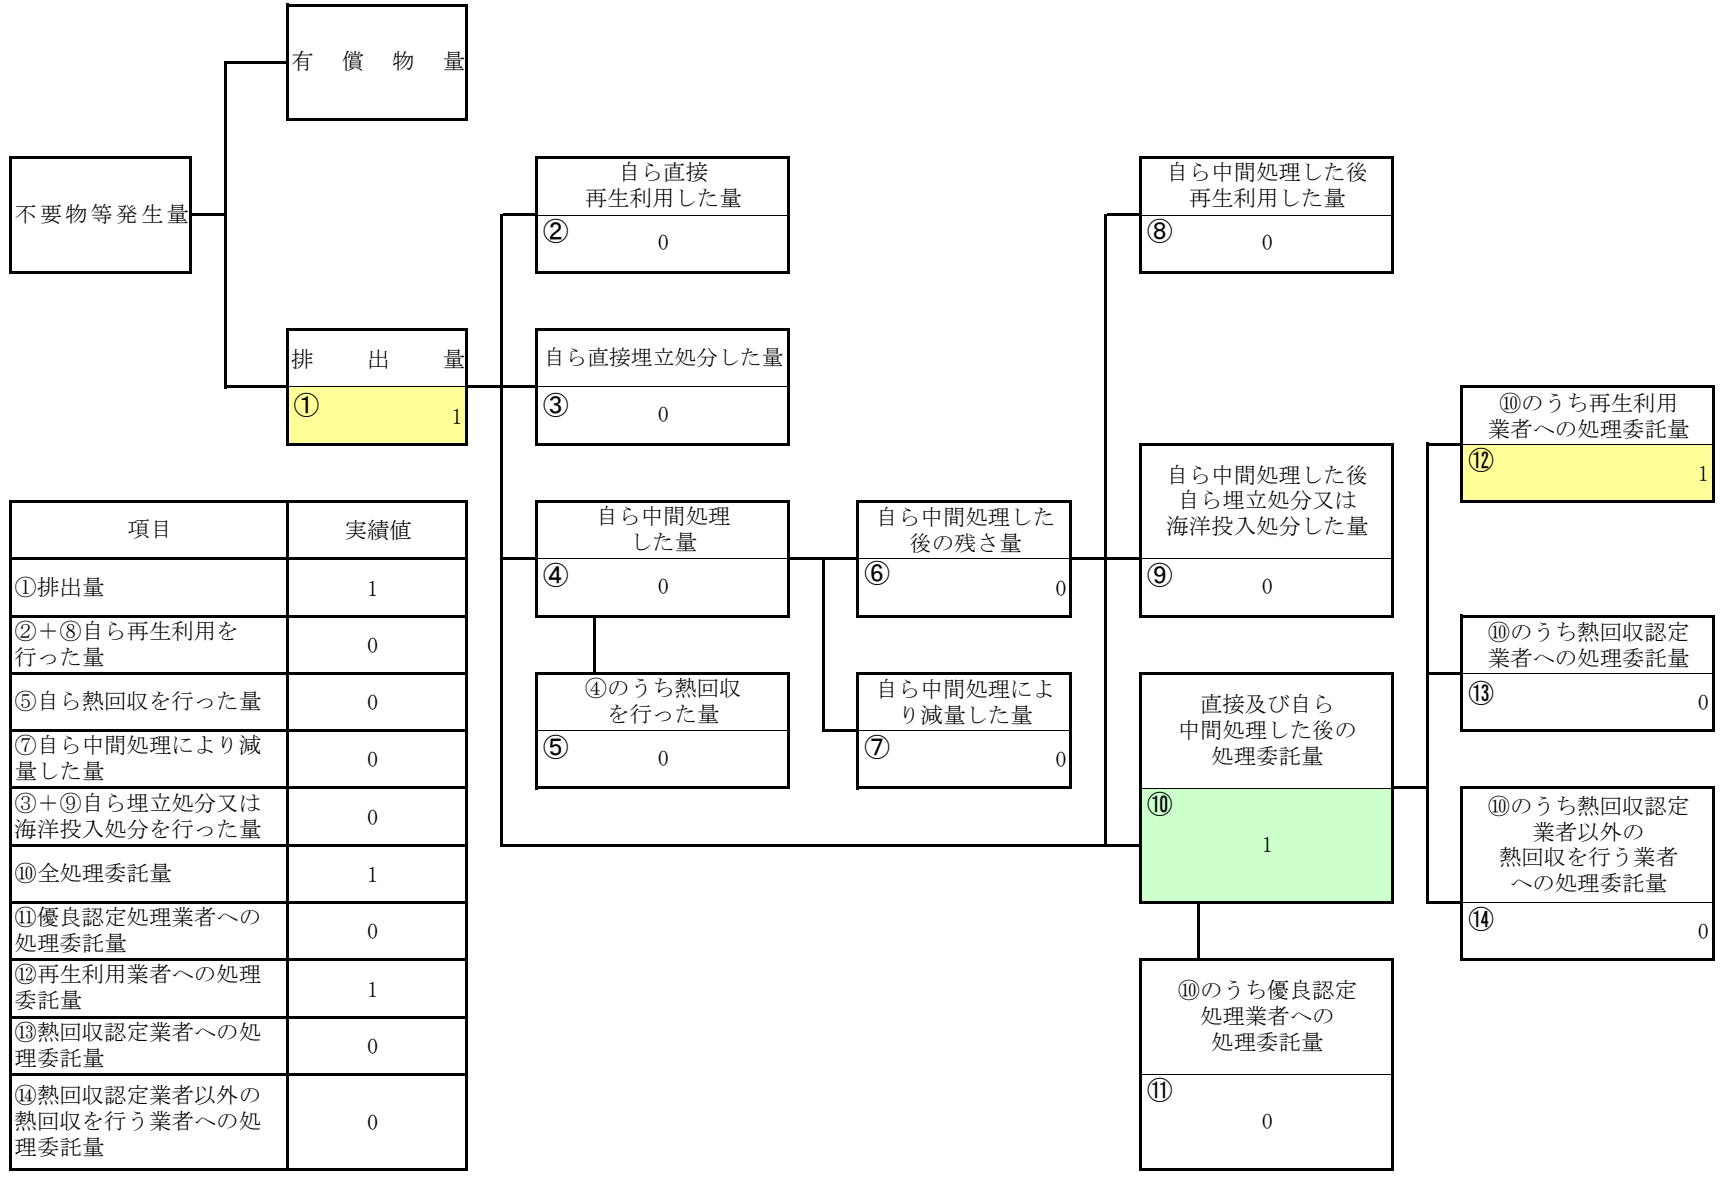 有償物量
不要物等発生量
自ら直接
再生利用した量
②
0
自ら中間処理した後
再生利用した量
⑧
0
排出量
①
1
自ら直接埋立処分した量
③
0
⑩のうち再生利用
業者への処理委託量
⑫
1
自ら中間処理した後
自ら埋立処分又は
海洋投入処分した量
⑨
0
自ら中間処理
した量
④
0
自ら中間処理した
後の残さ量
⑥
0
⑩のうち熱回収認定
業者への処理委託量
⑬
0
④のうち熱回収
を行った量
⑤
0
自ら中間処理によ
り減量した量
⑦
0
直接及び自ら
中間処理した後の
処理委託量
⑩
1
⑩のうち熱回収認定
業者以外の
熱回収を行う業者
への処理委託量
⑭
0
⑩のうち優良認定
処理業者への
処理委託量
⑪
0
項目 実績値
①排出量 1
②+⑧自ら再生利用を
行った量 0
⑤自ら熱回収を行った量 0
⑦自ら中間処理により減
量した量 0
③+⑨自ら埋立処分又は
海洋投入処分を行った量 0
⑩全処理委託量 1
⑪優良認定処理業者への
処理委託量 0
⑫再生利用業者への処理
委託量 1
⑬熱回収認定業者への処
理委託量 0
⑭熱回収認定業者以外の
熱回収を行う業者への処
理委託量 0